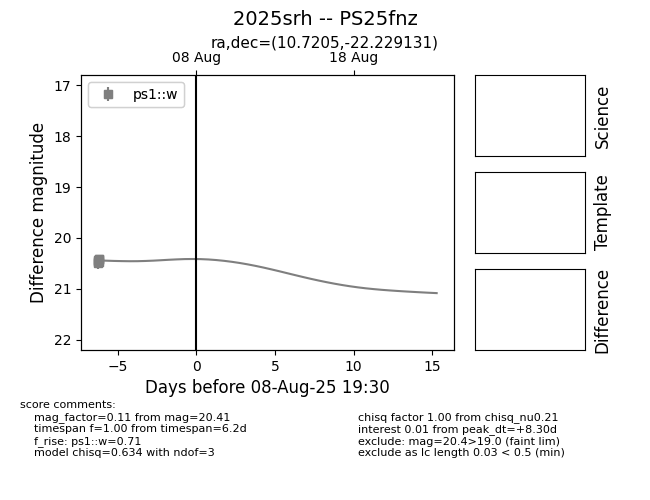 2025srh -- PS25fnz
ra,dec=(10.7205,-22.229131)
08 Aug 18 Aug
ps1::w
17
18
19
20
21
22
Difference magnitude
−5 0 5 10 15
Days before 08-Aug-25 19:30
Science
Template
Difference
score comments:
mag_factor=0.11 from mag=20.41
timespan f=1.00 from timespan=6.2d
f_rise: ps1::w=0.71
model chisq=0.634 with ndof=3
chisq factor 1.00 from chisq_nu0.21
interest 0.01 from peak_dt=+8.30d
exclude: mag=20.4>19.0 (faint lim)
exclude as lc length 0.03 < 0.5 (min)